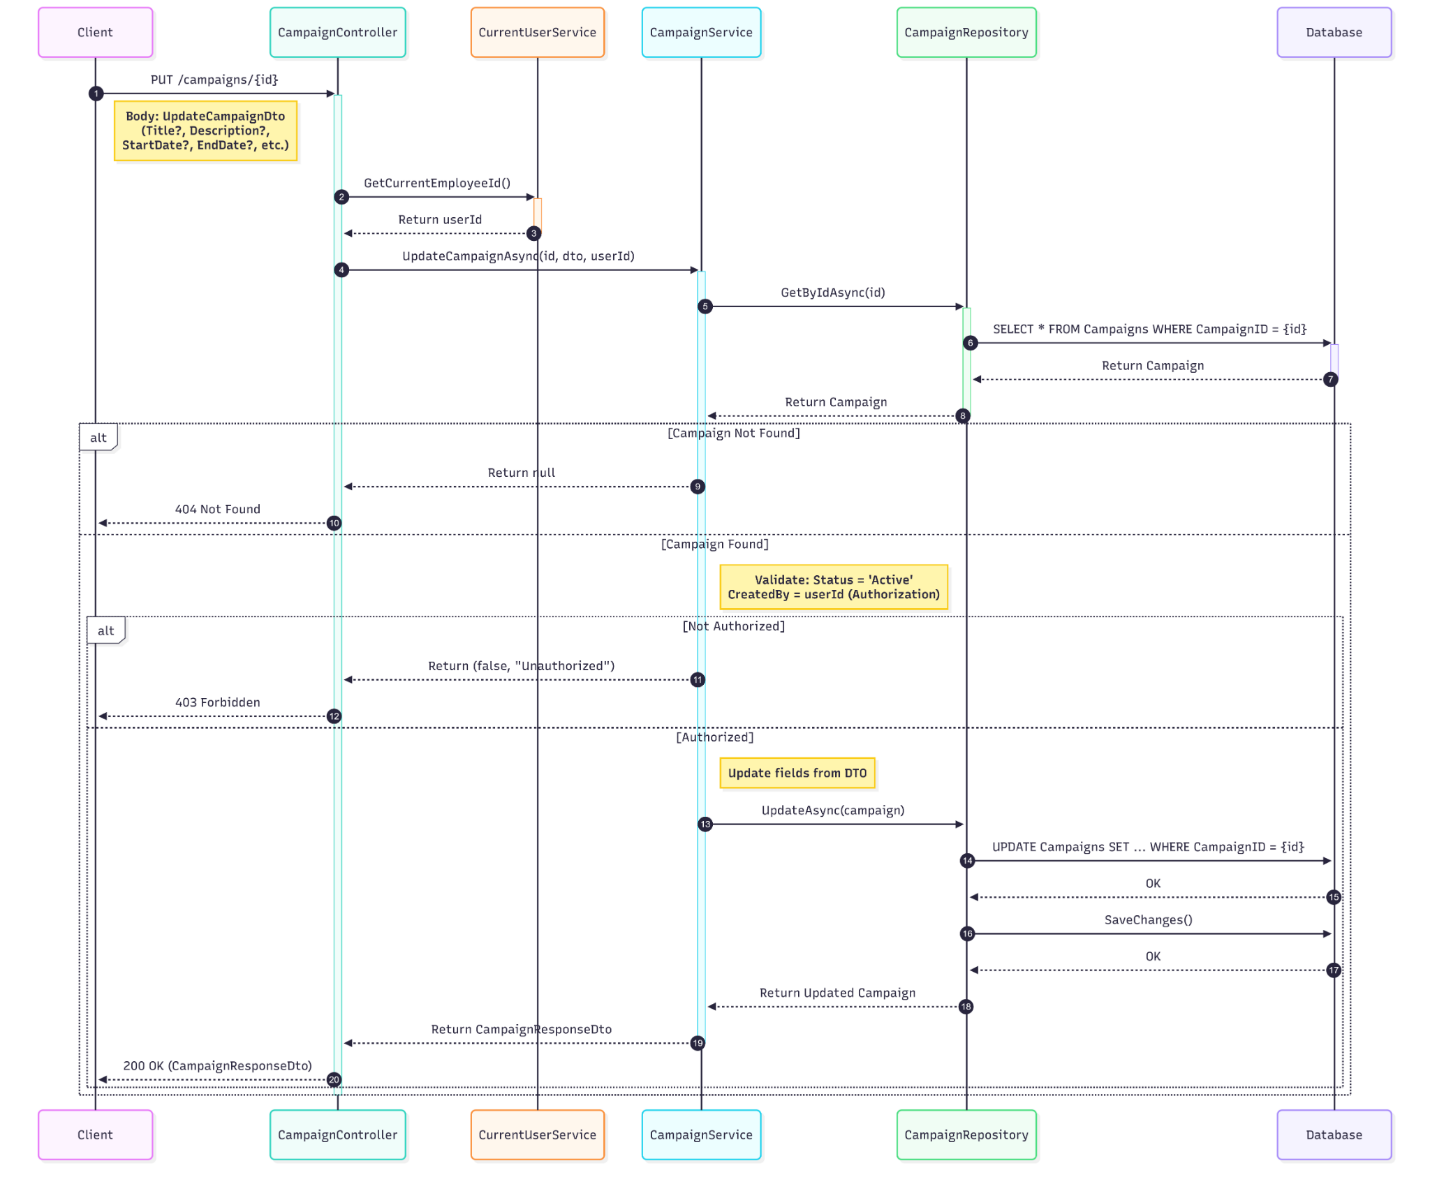 Client
CampaignController
CurrentUserService
CampaignService
CampaignRepository
Database
PUT /campaigns/{id}
1
Body: UpdateCampaignDto
(Title?, Description?,
StartDate?, EndDate?, etc.)
GetCurrentEmployeeId()
2
Return userId
3
UpdateCampaignAsync(id, dto, userId)
4
GetByIdAsync(id)
5
SELECT * FROM Campaigns WHERE CampaignID = {id}
6
Return Campaign
7
Return Campaign
8
alt
[Campaign Not Found]
Return null
9
404 Not Found
10
[Campaign Found]
Validate: Status = 'Active'
CreatedBy = userId (Authorization)
alt
[Not Authorized]
Return (false, "Unauthorized")
11
403 Forbidden
12
[Authorized]
Update fields from DTO
UpdateAsync(campaign)
13
UPDATE Campaigns SET ... WHERE CampaignID = {id}
14
OK
15
SaveChanges()
16
OK
17
Return Updated Campaign
18
Return CampaignResponseDto
19
200 OK (CampaignResponseDto)
20
Client
CampaignController
CurrentUserService
CampaignService
CampaignRepository
Database